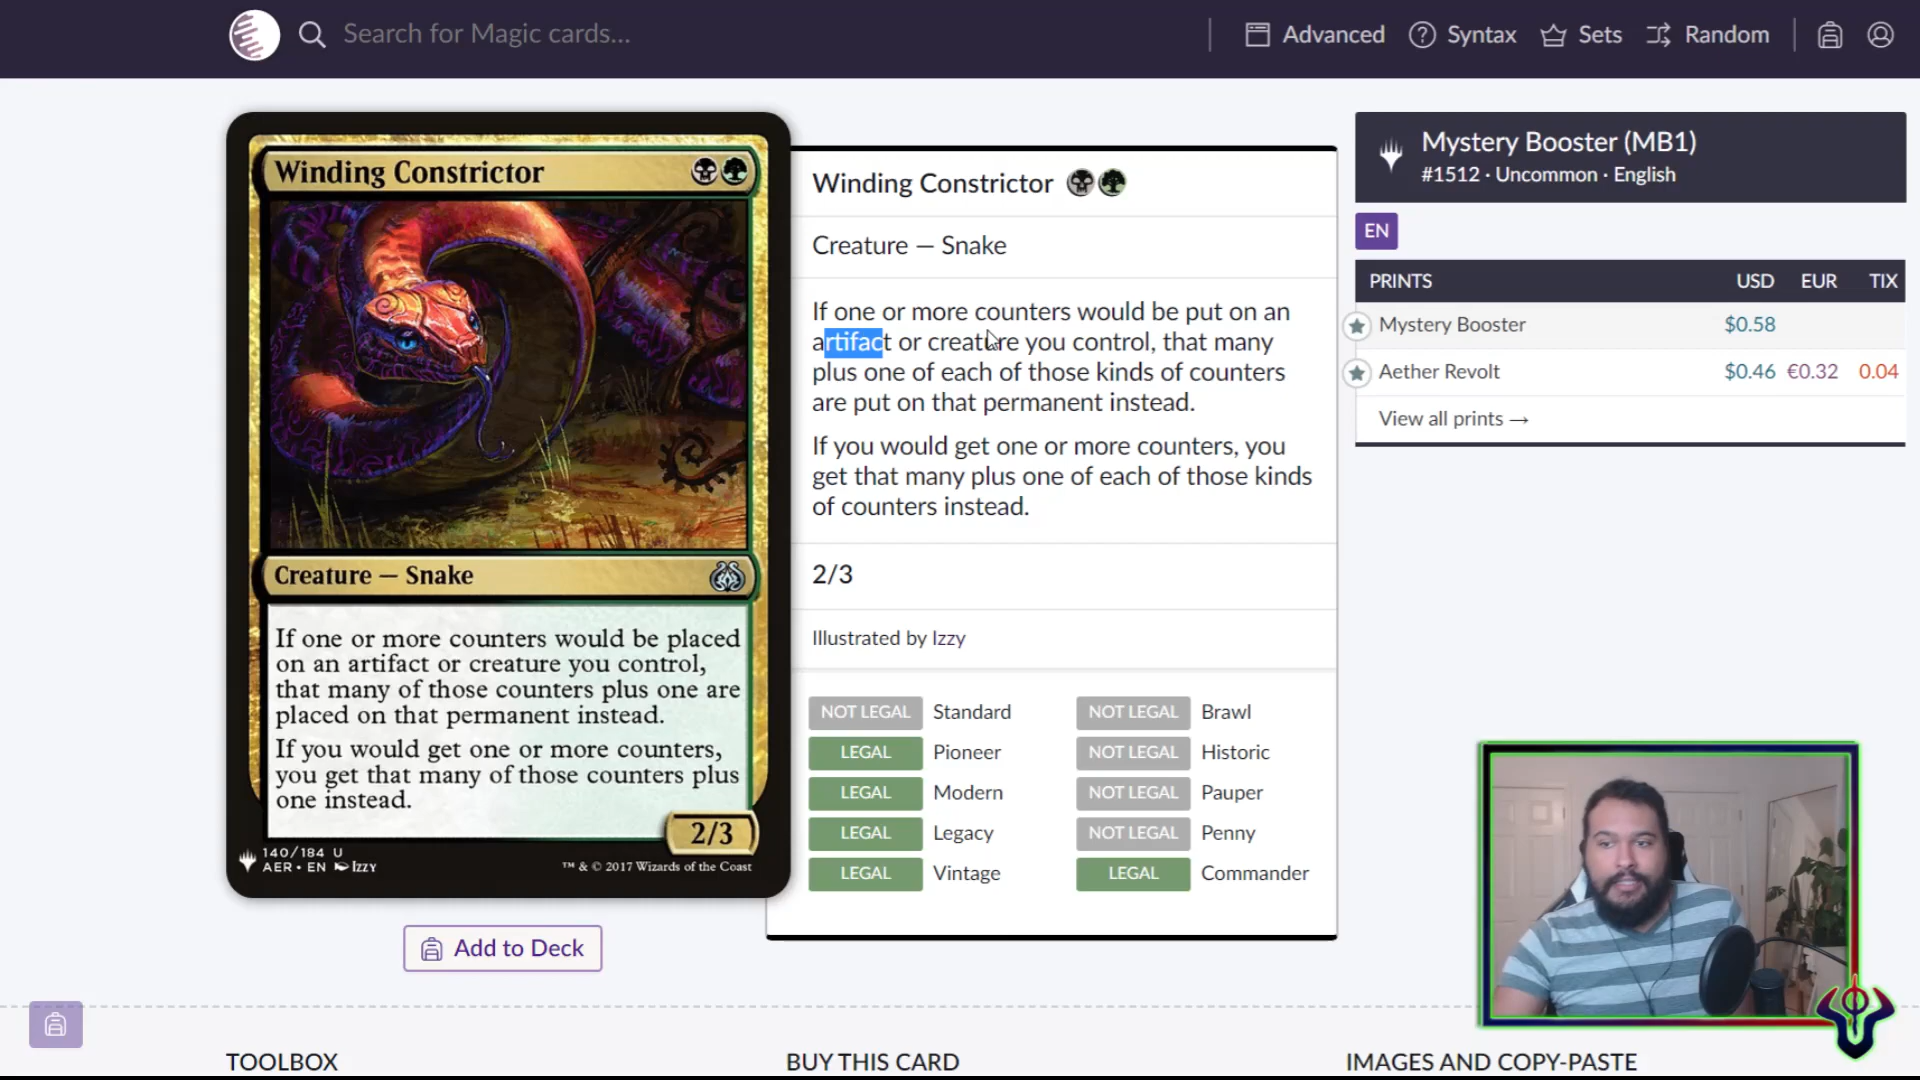 Search for Magic cards...
Advanced
Syntax
Sets
Random
Winding Constrictor
Creature — Snake
If one or more counters would be placed
on an artifact or creature you control,
that many of those counters plus one are
placed on that permanent instead.
If you would get one or more counters,
you get that many of those counters plus
one instead.
2/3
140/184 U
AER • EN Izzy
™ & © 2017 Wizards of the Coast
Add to Deck
Winding Constrictor
Creature — Snake
If one or more counters would be put on an
artifact or creature you control, that many
plus one of each of those kinds of counters
are put on that permanent instead.
If you would get one or more counters, you
get that many plus one of each of those kinds
of counters instead.
2/3
Illustrated by Izzy
NOT LEGAL Standard NOT LEGAL Brawl
LEGAL Pioneer NOT LEGAL Historic
LEGAL Modern NOT LEGAL Pauper
LEGAL Legacy NOT LEGAL Penny
LEGAL Vintage LEGAL Commander
Mystery Booster (MB1)
#1512 · Uncommon · English
EN
PRINTS USD EUR TIX
Mystery Booster $0.58
Aether Revolt $0.46 €0.32 0.04
View all prints →
TOOLBOX
BUY THIS CARD
IMAGES AND COPY-PASTE